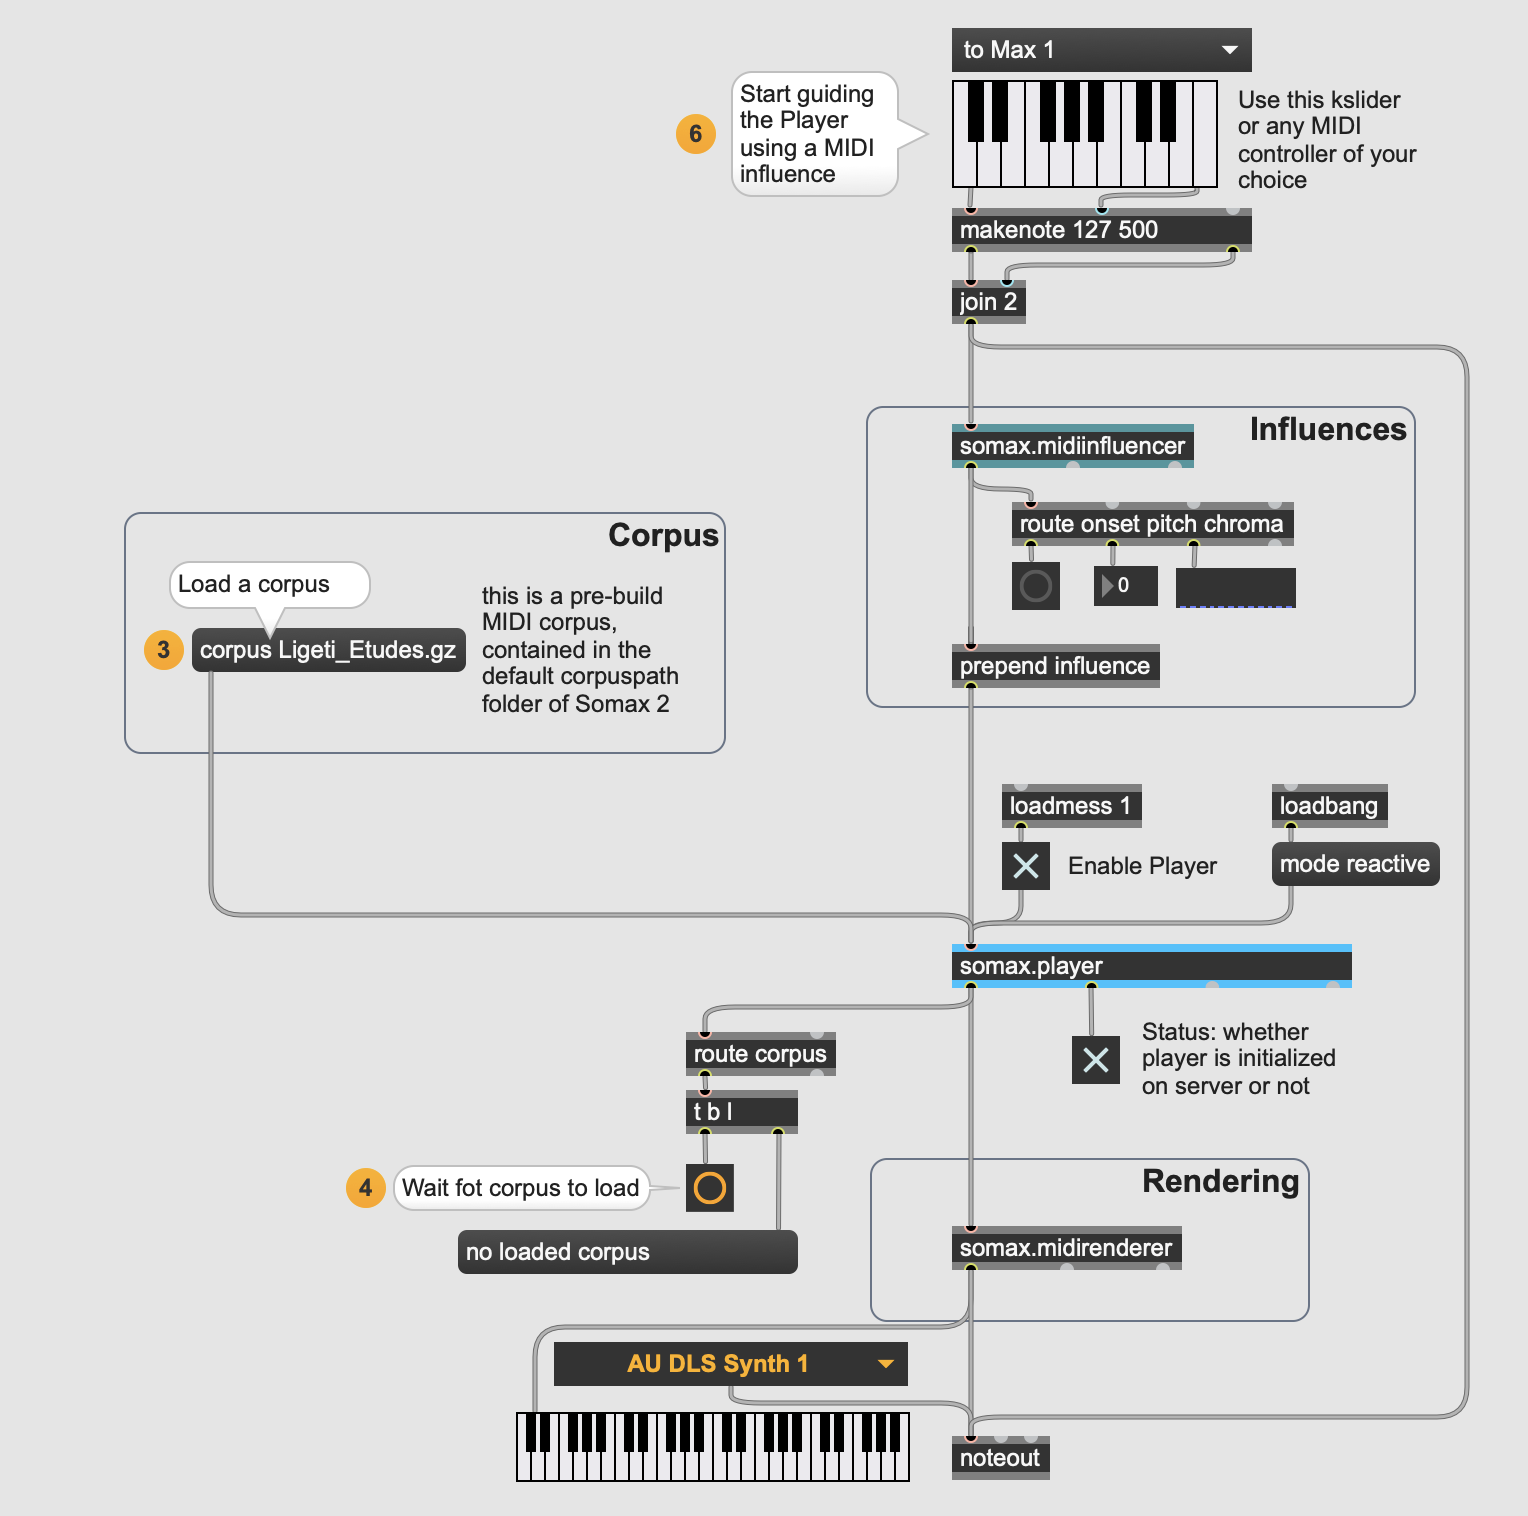 to Max 1
6
Start guiding
the Player
using a MIDI
influence
Use this kslider
or any MIDI
controller of your
choice
makenote 127 500
join 2
Influences
somax.midiinfluencer
route onset pitch chroma
0
prepend influence
Corpus
Load a corpus
3
corpus Ligeti_Etudes.gz
this is a pre-build
MIDI corpus,
contained in the
default corpuspath
folder of Somax 2
loadmess 1
loadbang
Enable Player
mode reactive
somax.player
route corpus
t b l
Status: whether
player is initialized
on server or not
4
Wait fot corpus to load
no loaded corpus
Rendering
somax.midirenderer
AU DLS Synth 1
noteout